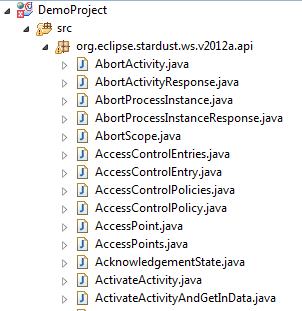 DemoProject
src
org.eclipse.stardust.ws.v2012a.api
AbortActivity.java
AbortActivityResponse.java
AbortProcessInstance.java
AbortProcessInstanceResponse.java
AbortScope.java
AccessControlEntries.java
AccessControlEntry.java
AccessControlPolicies.java
AccessControlPolicy.java
AccessPoint.java
AccessPoints.java
AcknowledgementState.java
ActivateActivity.java
ActivateActivityAndGetInData.java